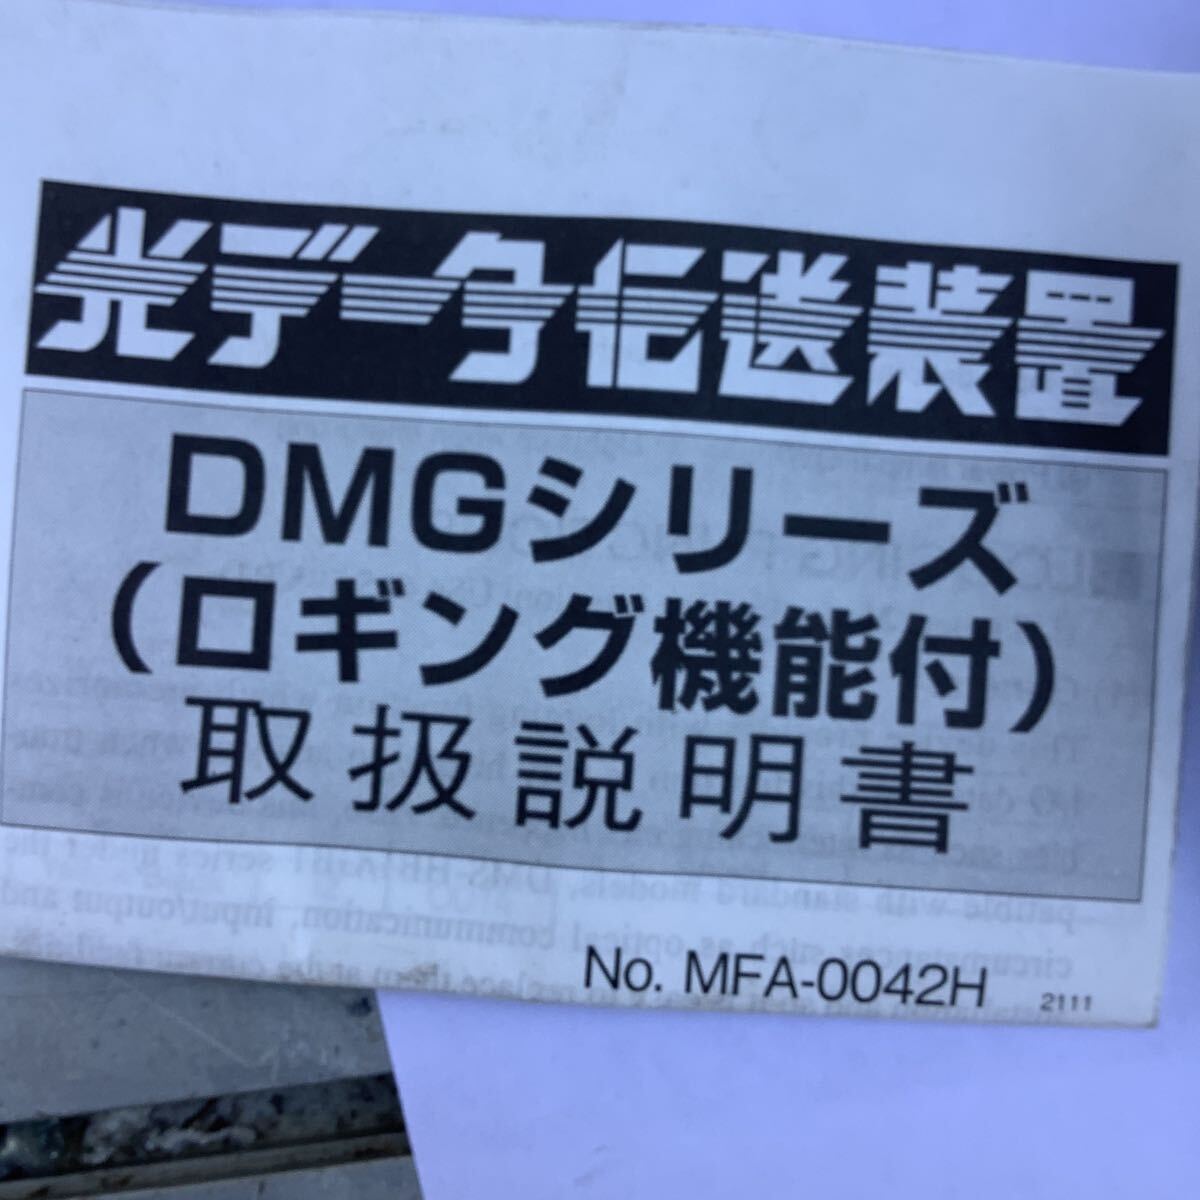 光データ伝送装置
DMGシリーズ
(ロギング機能付)
取扱説明書
No. MFA-0042H
2111